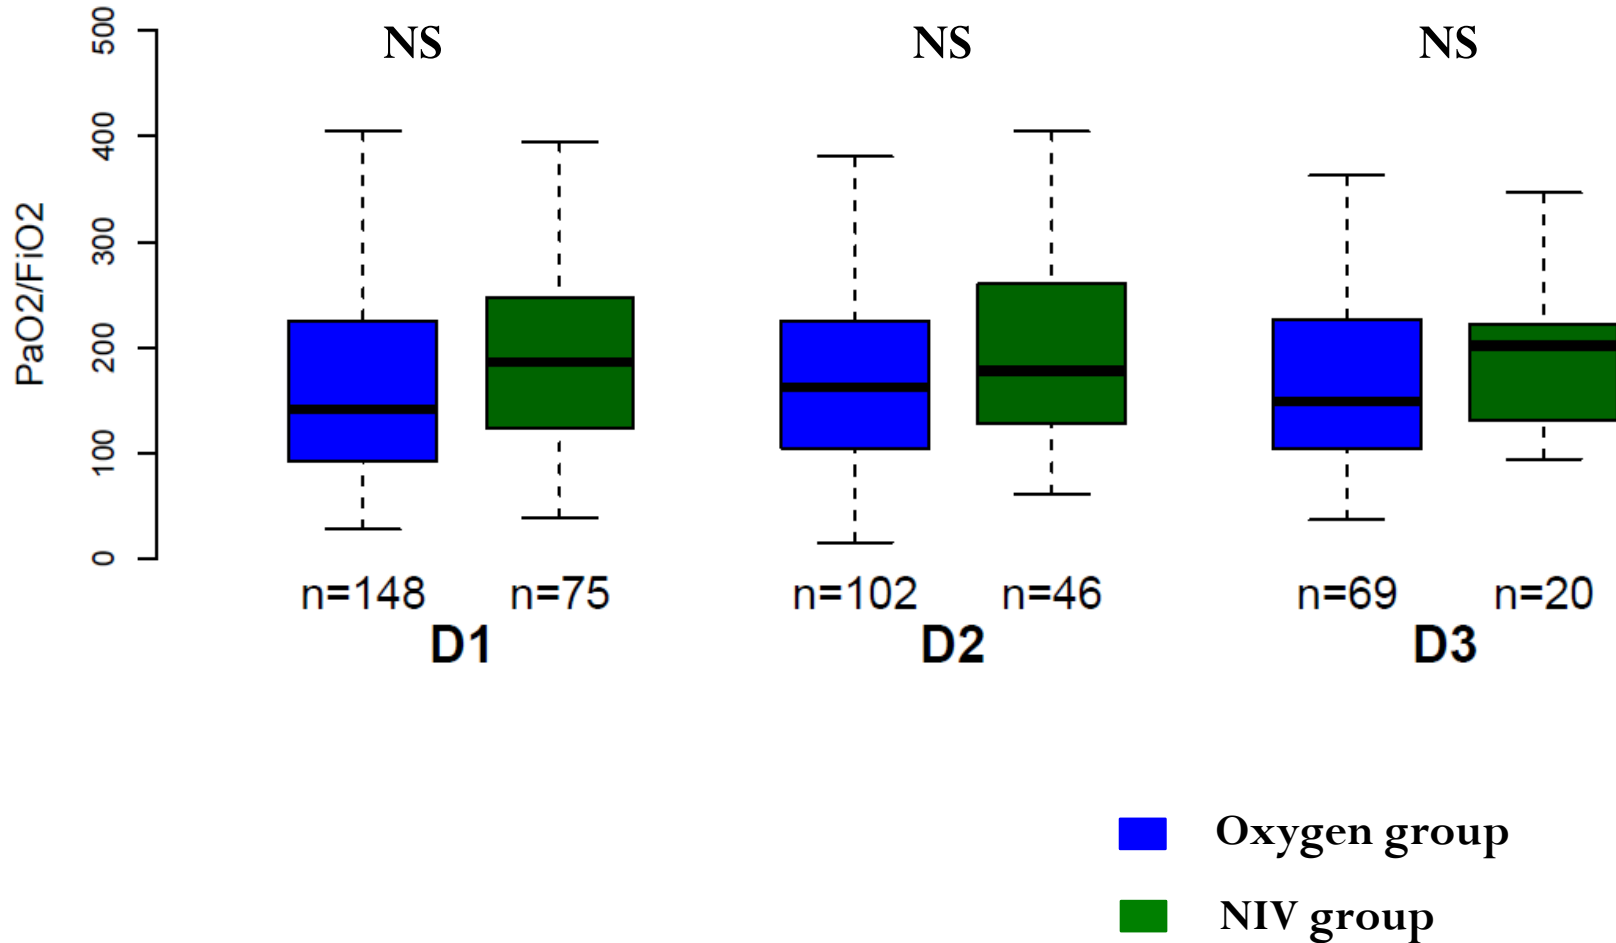 NS NS NS
500
400
300
200
100
0
PaO2/FiO2
n=148 n=75 n=102 n=46 n=69 n=20
D1 D2 D3
Oxygen group
NIV group